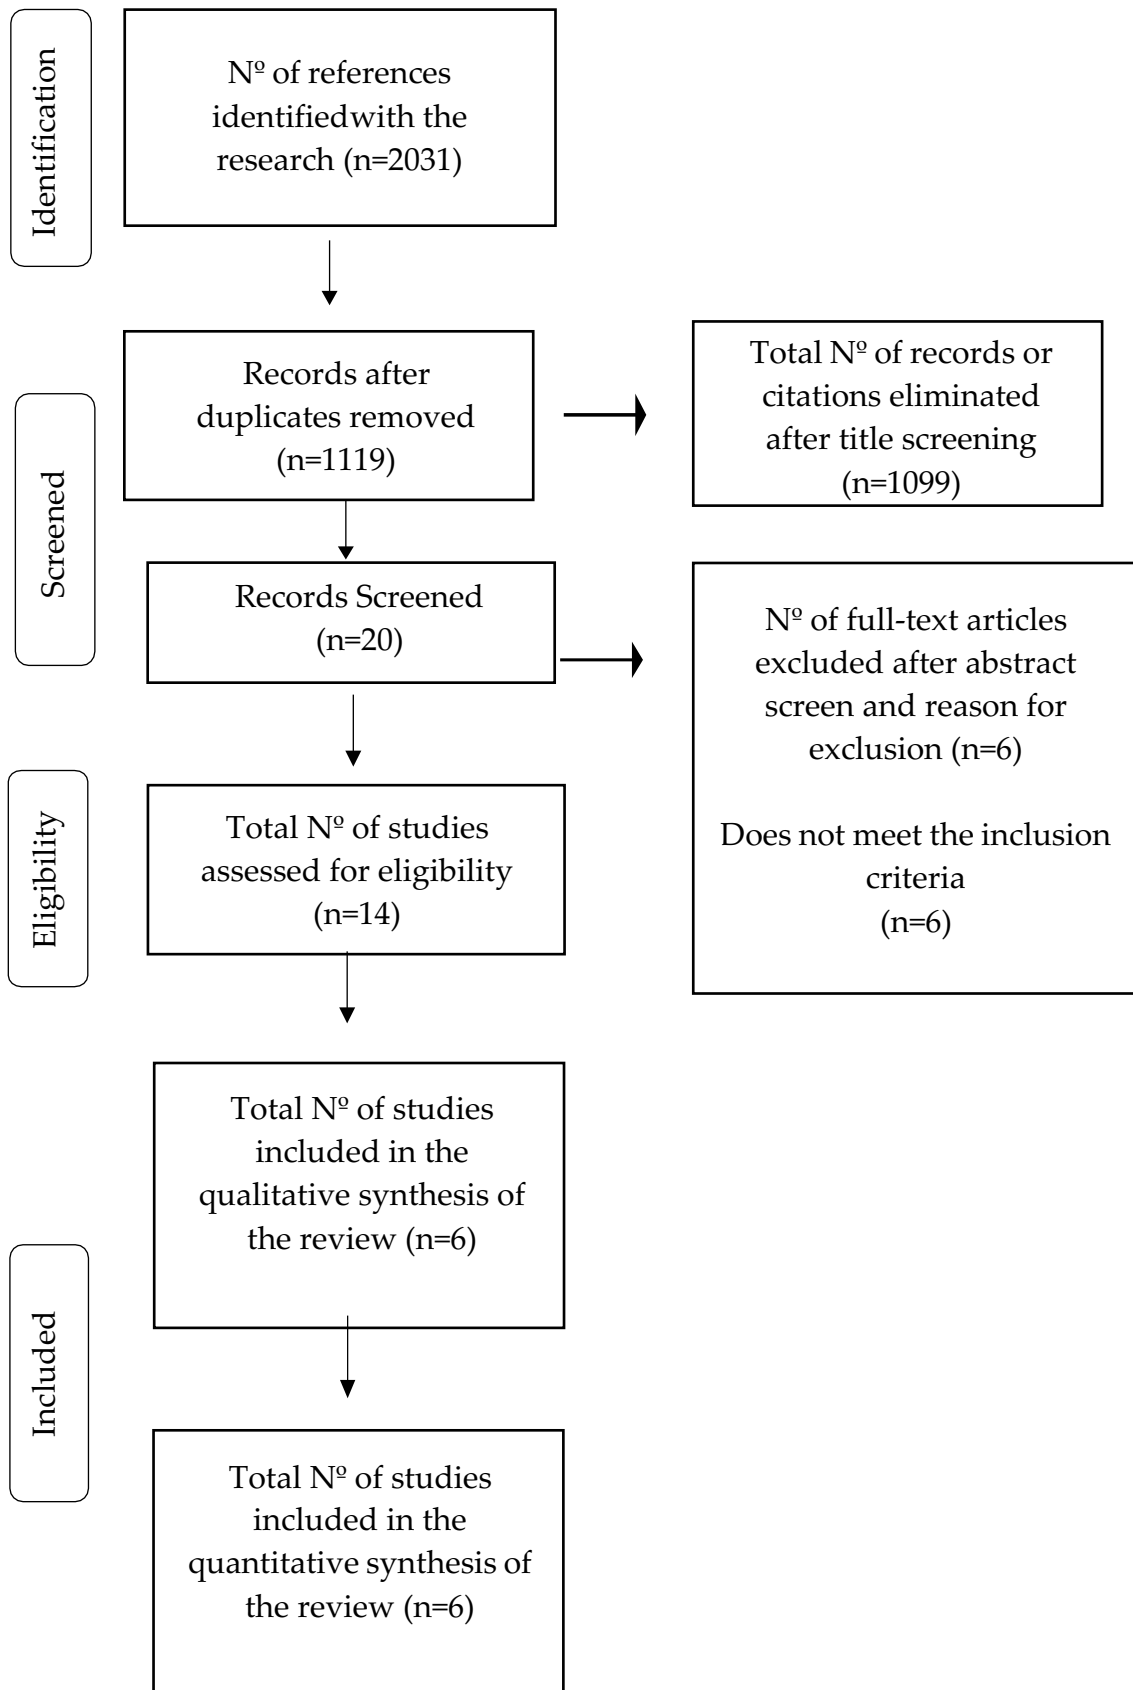 Identification
Nº of references
identifiedwith the
research (n=2031)
Screened
Records after
duplicates removed
(n=1119)
Total Nº of records or
citations eliminated
after title screening
(n=1099)
Records Screened
(n=20)
Nº of full-text articles
excluded after abstract
screen and reason for
exclusion (n=6)
Does not meet the inclusion
criteria
(n=6)
Eligibility
Total Nº of studies
assessed for eligibility
(n=14)
Included
Total Nº of studies
included in the
qualitative synthesis of
the review (n=6)
Total Nº of studies
included in the
quantitative synthesis of
the review (n=6)